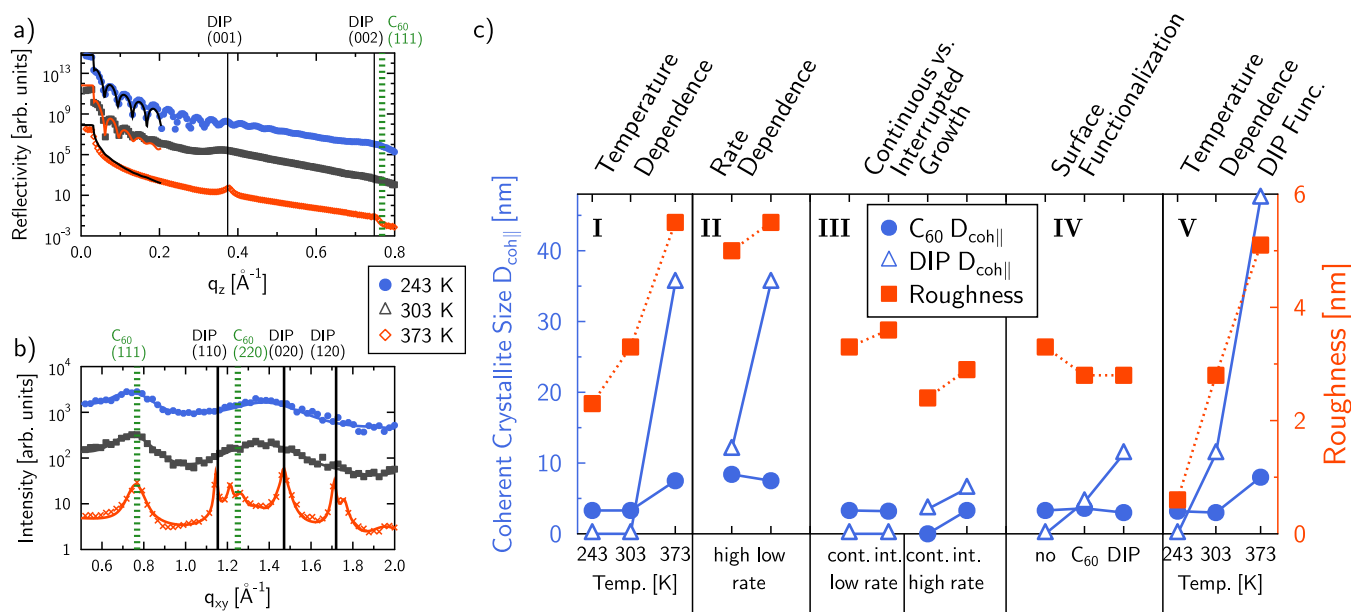 a)
DIP
(001)
DIP
(002)
C60
(111)
Reflectivity [arb. units]
10^13
10^9
10^5
10
10^-3
0.0
0.2
0.4
0.6
0.8
q_z [Å^-1]
243 K
303 K
373 K
b)
C60
(111)
DIP
(110)
C60
(220)
DIP
(020)
DIP
(120)
Intensity [arb. units]
10^4
10^3
10^2
10
1
0.6
0.8
1.0
1.2
1.4
1.6
1.8
2.0
q_xy [Å^-1]
c)
Temperature
Dependence
Rate
Dependence
Continuous vs.
Interrupted
Growth
Surface
Functionalization
Temperature
Dependence
DIP Func.
Coherent Crystallite Size D_coh|| [nm]
40
30
20
10
0
I
II
III
IV
V
C60 D_coh||
DIP D_coh||
Roughness
6
4
2
0
Roughness [nm]
243 303 373
Temp. [K]
high low
rate
cont. int.
low rate
cont. int.
high rate
no C60 DIP
243 303 373
Temp. [K]